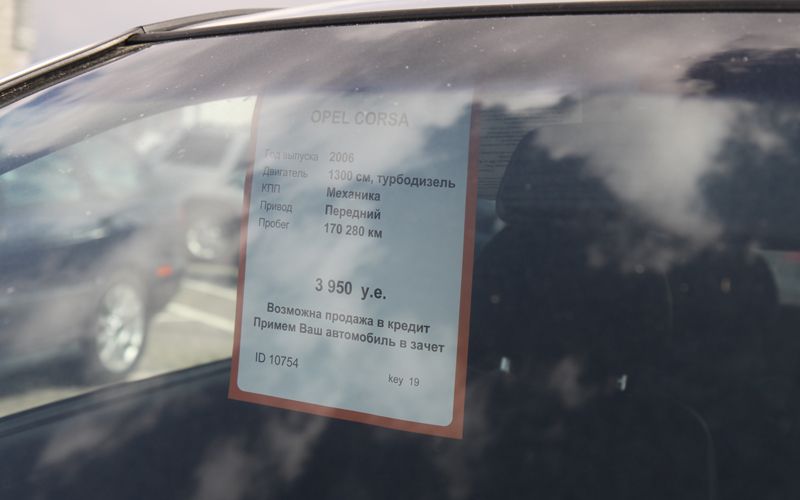 OPEL CORSA
Год выпуска 2006
Двигатель 1300 см, турбодизель
КПП Механика
Привод Передний
Пробег 170 280 км
3 950 у.е.
Возможна продажа в кредит
Примем Ваш автомобиль в зачет
ID 10754
key 19